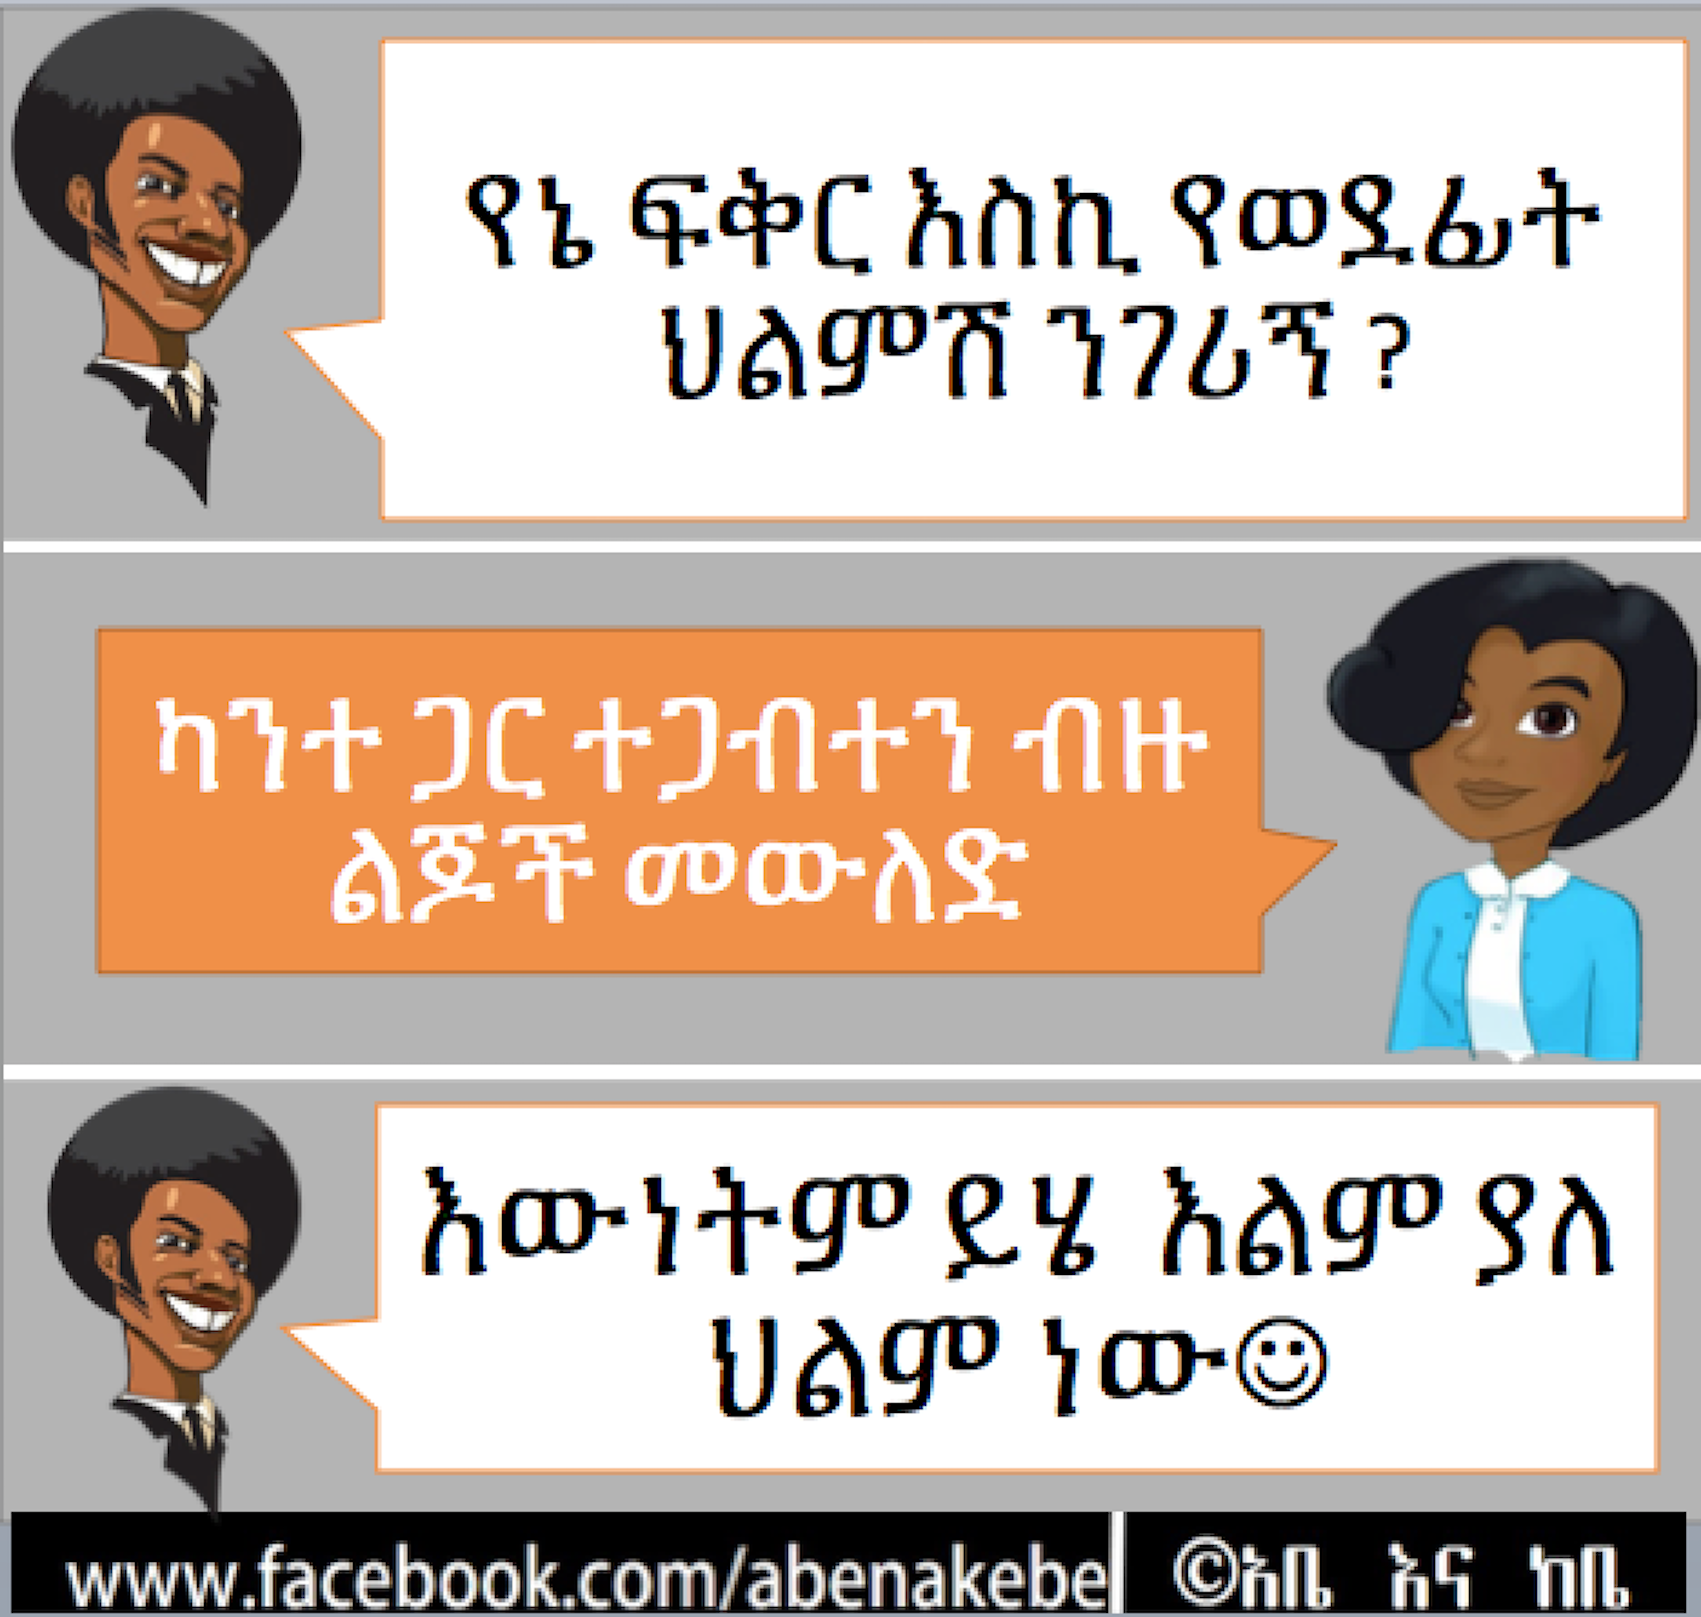 የኔ ፍቅር እስኪ የወደፊት
ህልምሽ ንገሪኝ ?
ካንተ ጋር ተጋብተን ብዙ
ልጆች መውለድ
እውነትም ይሄ እልም ያለ
ህልም ነው☺
www.facebook.com/abenakebe
©አቤ እና ከቤ